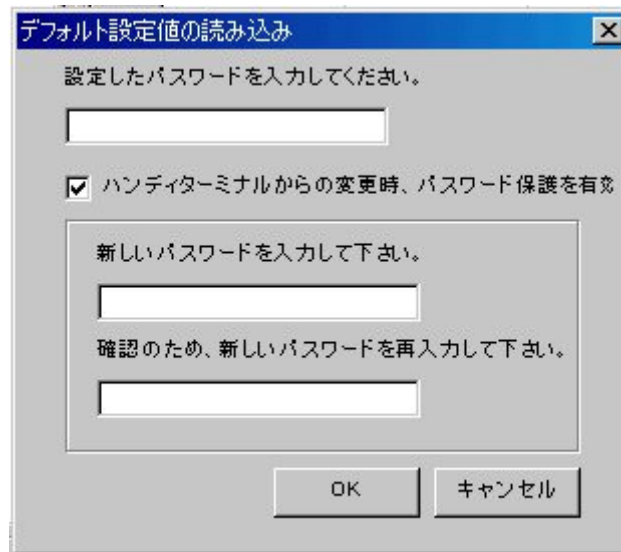 デフォルト設定値の読み込み
設定したパスワードを入力してください。
ハンディターミナルからの変更時、パスワード保護を有効
新しいパスワードを入力して下さい。
確認のため、新しいパスワードを再入力して下さい。
OK
キャンセル